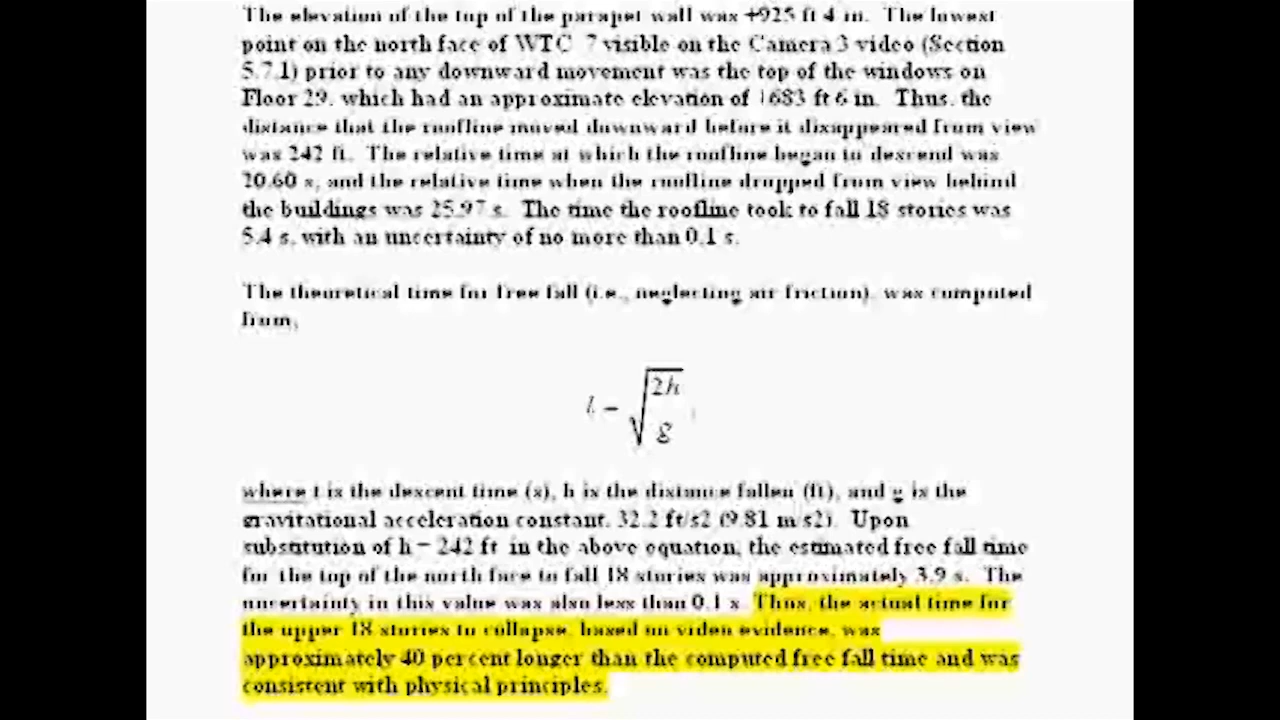 The elevation of the top of the parapet wall was +925 ft 4 in. The lowest
point on the north face of WTC 7 visible on the Camera 3 video (Section
5.7.1) prior to any downward movement was the top of the windows on
Floor 29, which had an approximate elevation of +683 ft 6 in. Thus, the
distance that the roofline moved downward before it disappeared from view
was 242 ft. The relative time at which the roofline began to descend was
20.60 s, and the relative time when the roofline dropped from view behind
the buildings was 25.97 s. The time the roofline took to fall 18 stories was
5.4 s, with an uncertainty of no more than 0.1 s.
The theoretical time for free fall (i.e., neglecting air friction), was computed
from,
t = √2h/g ,
where t is the descent time (s), h is the distance fallen (ft), and g is the
gravitational acceleration constant, 32.2 ft/s2 (9.81 m/s2). Upon
substitution of h = 242 ft in the above equation, the estimated free fall time
for the top of the north face to fall 18 stories was approximately 3.9 s. The
uncertainty in this value was also less than 0.1 s. Thus, the actual time for
the upper 18 stories to collapse, based on video evidence, was
approximately 40 percent longer than the computed free fall time and was
consistent with physical principles.